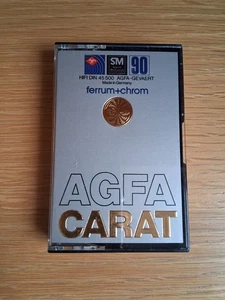 SM 90
HIFI DIN 45 500 AGFA-GEVAERT
Made in Germany
ferrum+chrom
AGFA
CARAT